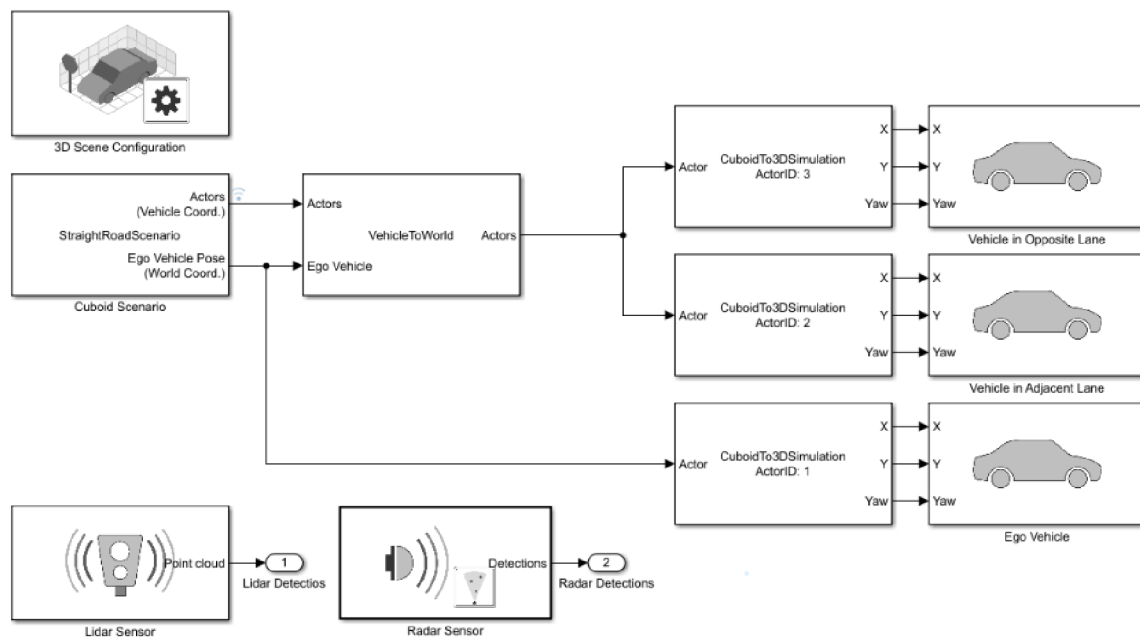 3D Scene Configuration
Actors
(Vehicle Coord.)
StraightRoadScenario
Ego Vehicle Pose
(World Coord.)
Cuboid Scenario
Actors
VehicleToWorld
Actors
Ego Vehicle
Actor
CuboidTo3DSimulation
ActorID: 3
X
Y
Yaw
X
Y
Yaw
Vehicle in Opposite Lane
Actor
CuboidTo3DSimulation
ActorID: 2
X
Y
Yaw
X
Y
Yaw
Vehicle in Adjacent Lane
Actor
CuboidTo3DSimulation
ActorID: 1
X
Y
Yaw
X
Y
Yaw
Ego Vehicle
Point cloud
Lidar Sensor
1
Lidar Detectios
Detections
Radar Sensor
2
Radar Detections